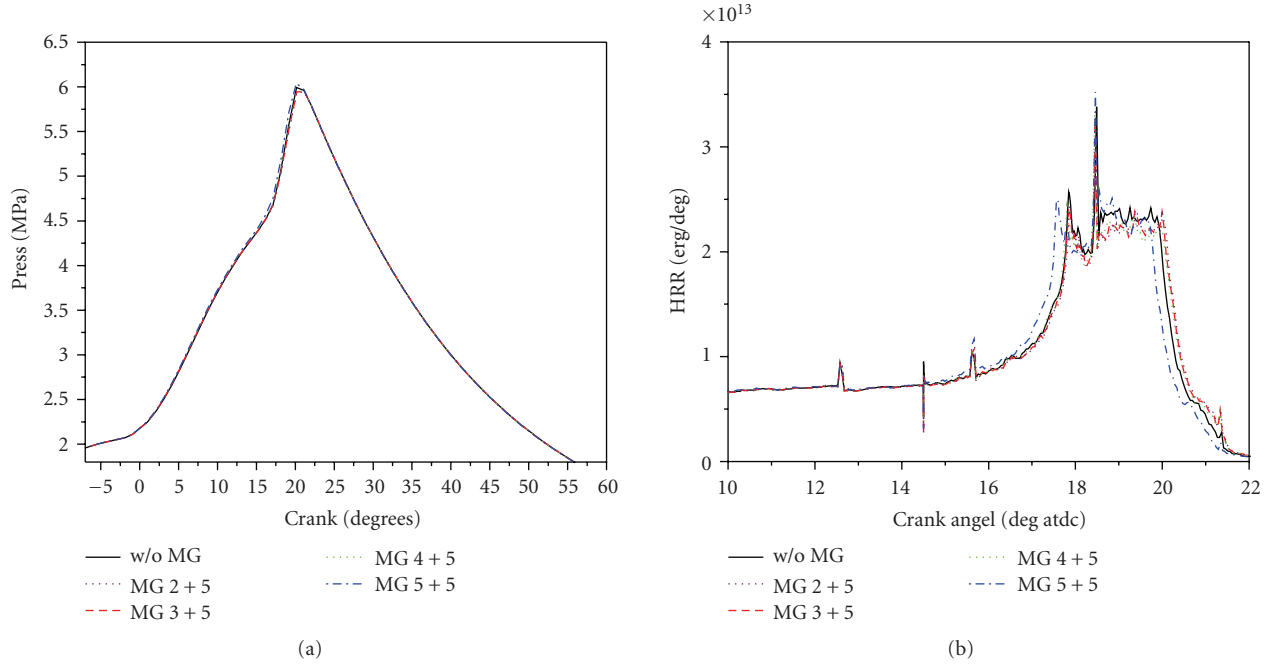 6.5
6
5.5
5
4.5
4
3.5
3
2.5
2
Press (MPa)
−5 0 5 10 15 20 25 30 35 40 45 50 55 60
Crank (degrees)
w/o MG
MG 2 + 5
MG 3 + 5
MG 4 + 5
MG 5 + 5
(a)
×10^13
4
3
2
1
0
HRR (erg/deg)
10 12 14 16 18 20 22
Crank angel (deg atdc)
w/o MG
MG 2 + 5
MG 3 + 5
MG 4 + 5
MG 5 + 5
(b)